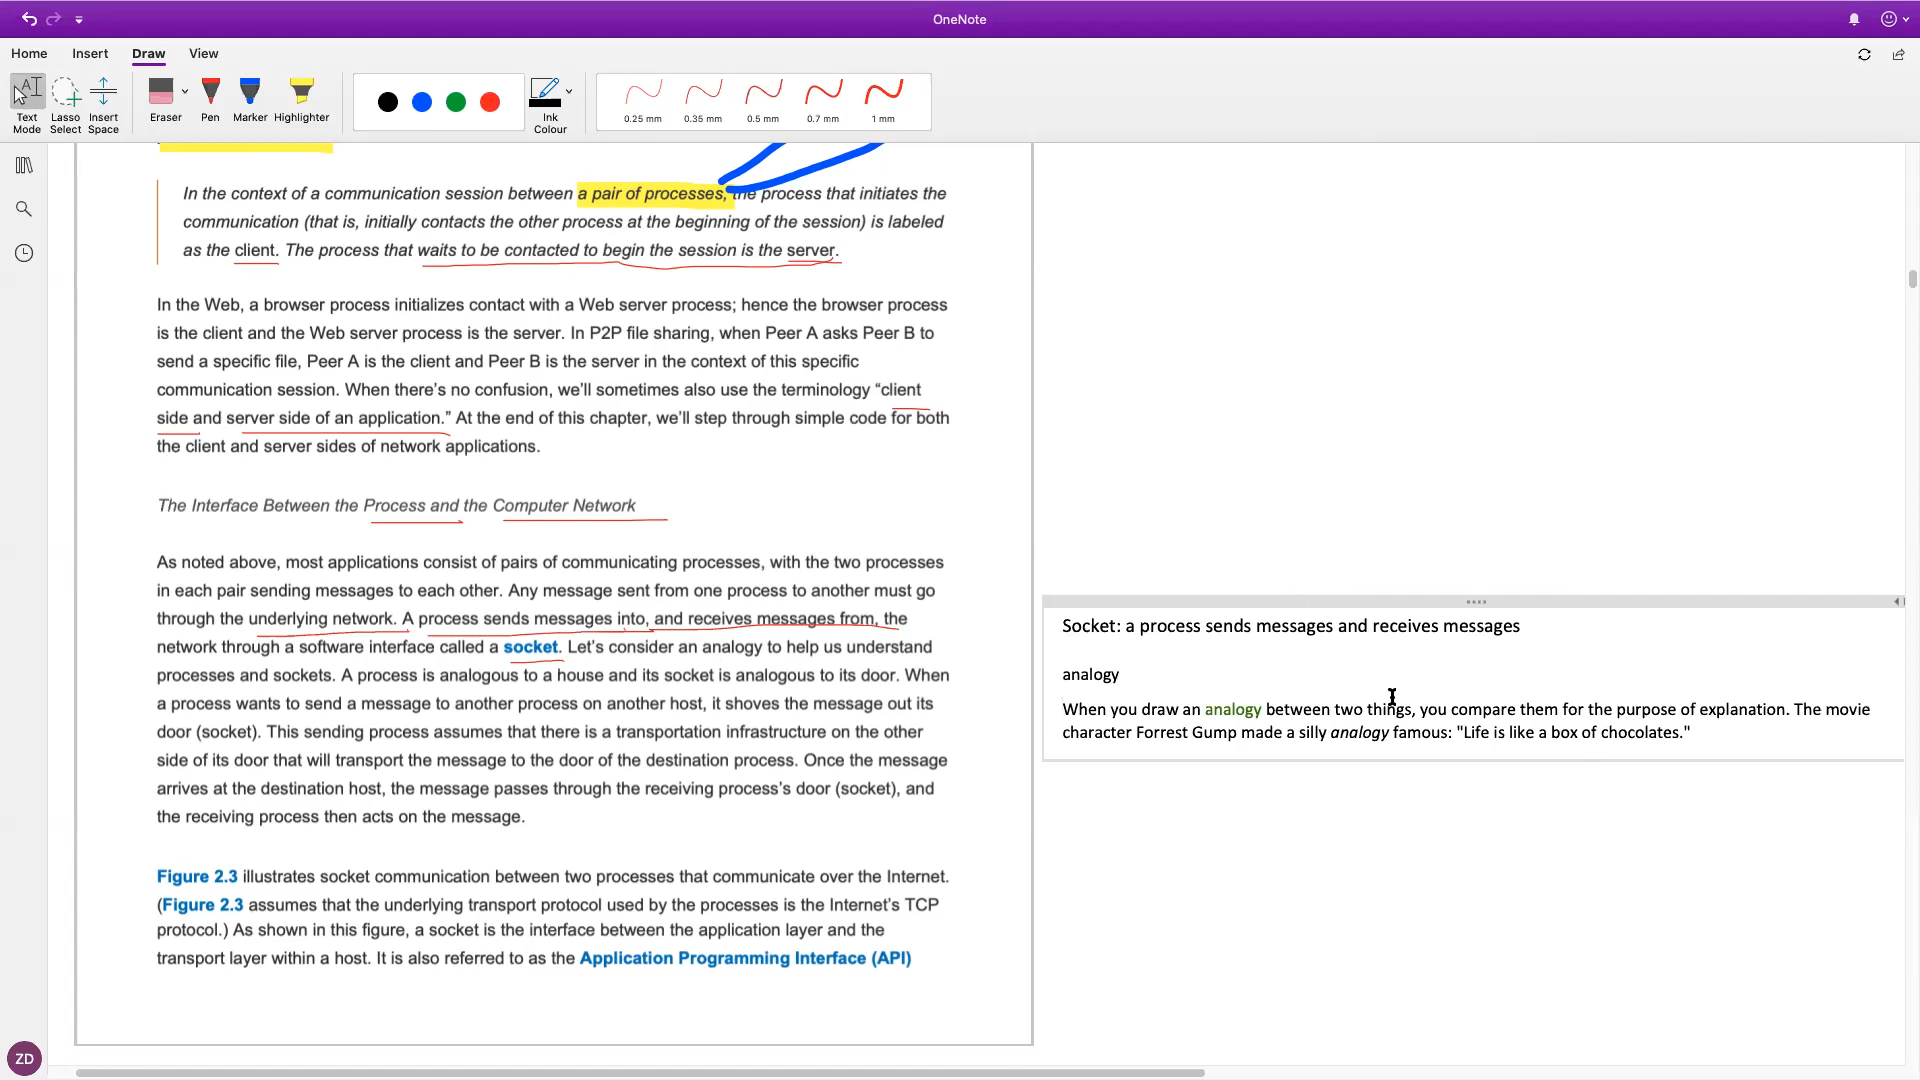 OneNote
Home Insert Draw View
Text Mode
Lasso Select
Insert Space
Eraser
Pen
Marker
Highlighter
Ink Colour
0.25 mm
0.35 mm
0.5 mm
0.7 mm
1 mm
In the context of a communication session between a pair of processes, the process that initiates the
communication (that is, initially contacts the other process at the beginning of the session) is labeled
as the client. The process that waits to be contacted to begin the session is the server.
In the Web, a browser process initializes contact with a Web server process; hence the browser process
is the client and the Web server process is the server. In P2P file sharing, when Peer A asks Peer B to
send a specific file, Peer A is the client and Peer B is the server in the context of this specific
communication session. When there’s no confusion, we’ll sometimes also use the terminology “client
side and server side of an application.” At the end of this chapter, we’ll step through simple code for both
the client and server sides of network applications.
The Interface Between the Process and the Computer Network
As noted above, most applications consist of pairs of communicating processes, with the two processes
in each pair sending messages to each other. Any message sent from one process to another must go
through the underlying network. A process sends messages into, and receives messages from, the
network through a software interface called a socket. Let’s consider an analogy to help us understand
processes and sockets. A process is analogous to a house and its socket is analogous to its door. When
a process wants to send a message to another process on another host, it shoves the message out its
door (socket). This sending process assumes that there is a transportation infrastructure on the other
side of its door that will transport the message to the door of the destination process. Once the message
arrives at the destination host, the message passes through the receiving process’s door (socket), and
the receiving process then acts on the message.
Figure 2.3 illustrates socket communication between two processes that communicate over the Internet.
(Figure 2.3 assumes that the underlying transport protocol used by the processes is the Internet’s TCP
protocol.) As shown in this figure, a socket is the interface between the application layer and the
transport layer within a host. It is also referred to as the Application Programming Interface (API)
Socket: a process sends messages and receives messages
analogy
When you draw an analogy between two things, you compare them for the purpose of explanation. The movie
character Forrest Gump made a silly analogy famous: "Life is like a box of chocolates."
ZD